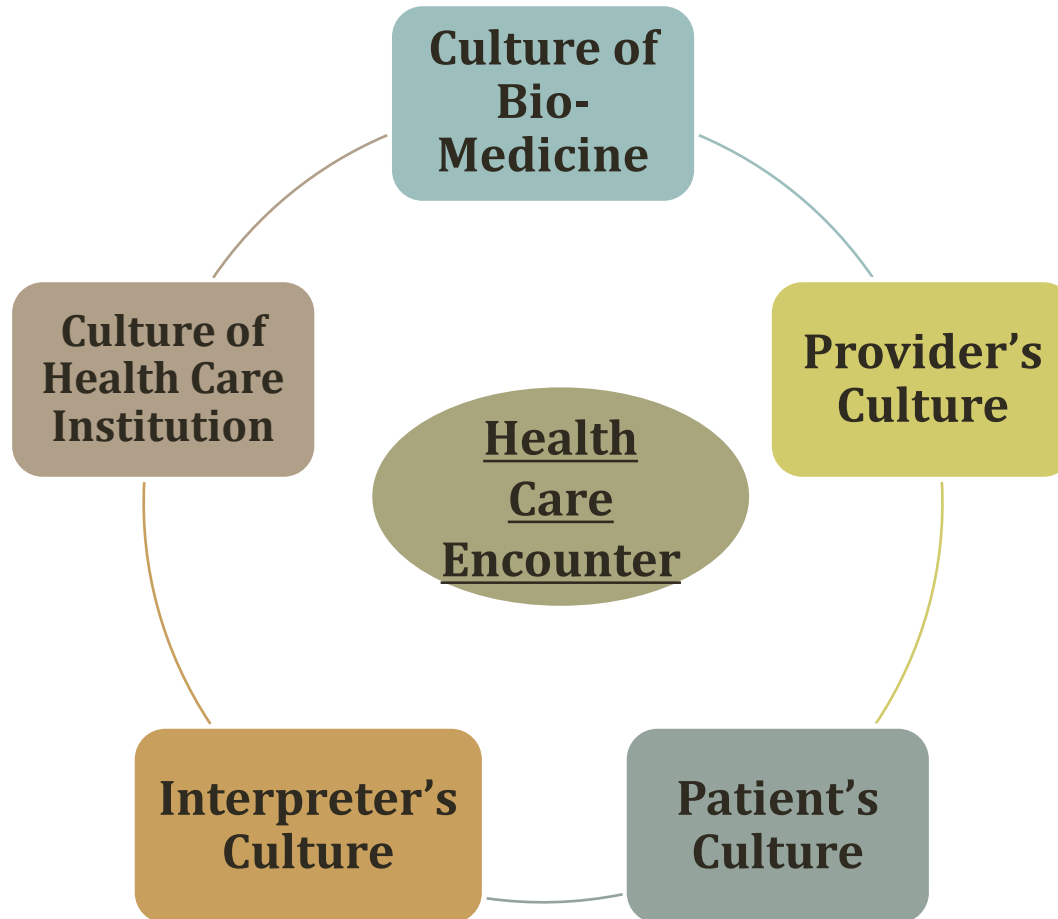 Culture of
Bio-
Medicine
Provider’s
Culture
Patient’s
Culture
Interpreter’s
Culture
Culture of
Health Care
Institution
Health
Care
Encounter